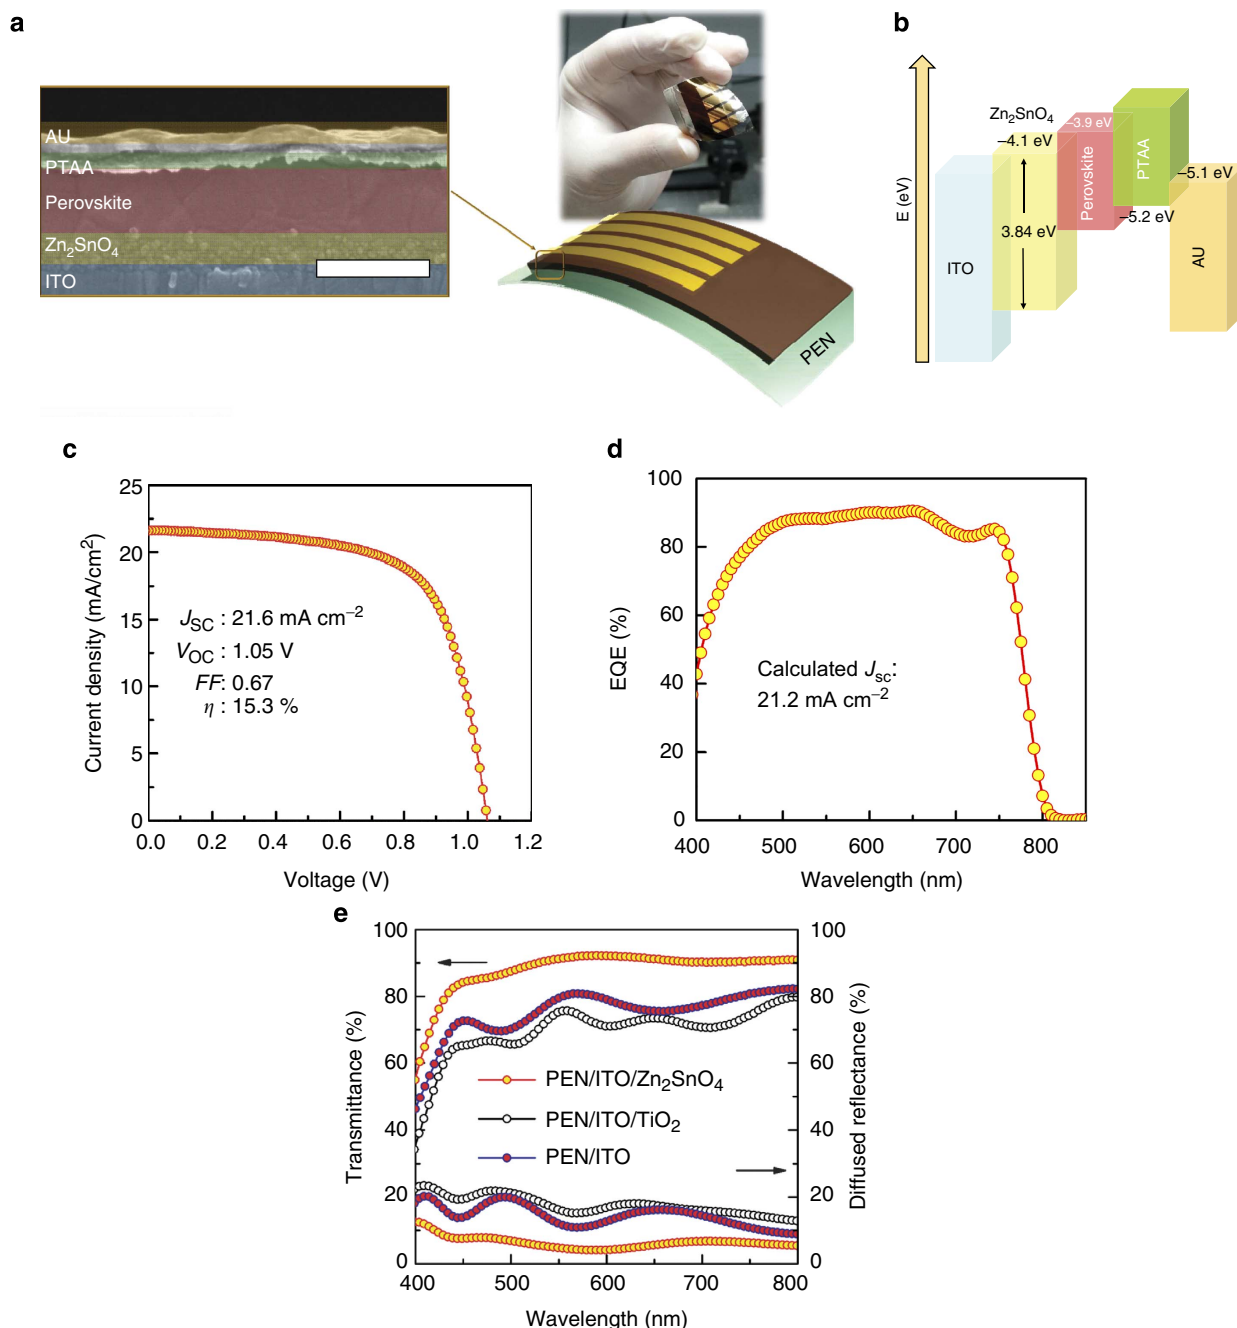 a
AU
PTAA
Perovskite
Zn₂SnO₄
ITO
PEN
b
E (eV)
ITO
Zn₂SnO₄
–4.1 eV
3.84 eV
–3.9 eV
Perovskite
PTAA
–5.2 eV
–5.1 eV
AU
c
Current density (mA/cm²)
25
20
15
10
5
0
J_SC : 21.6 mA cm⁻²
V_OC : 1.05 V
FF: 0.67
η : 15.3 %
0.0 0.2 0.4 0.6 0.8 1.0 1.2
Voltage (V)
d
EQE (%)
100
80
60
40
20
0
Calculated J_sc:
21.2 mA cm⁻²
400 500 600 700 800
Wavelength (nm)
e
Transmittance (%)
100
80
60
40
20
0
PEN/ITO/Zn₂SnO₄
PEN/ITO/TiO₂
PEN/ITO
100
80
60
40
20
0
Diffused reflectance (%)
400 500 600 700 800
Wavelength (nm)